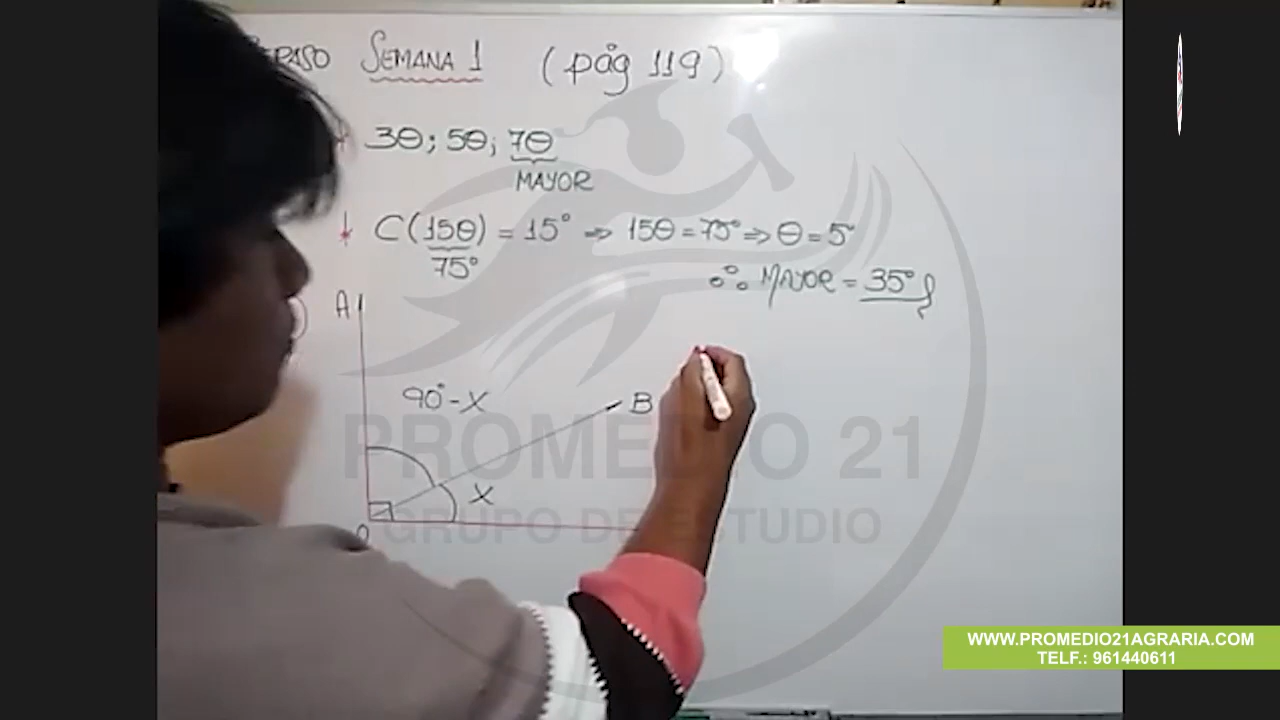 SEMANA 1 (pág 119)
3θ; 5θ; 7θ
MAYOR
C(15θ) = 15° ⇒ 15θ = 75° ⇒ θ = 5°
75°
∴ MAYOR = 35°
A
90° - X
B
X
PROMEDIO 21
GRUPO DE ESTUDIO
WWW.PROMEDIO21AGRARIA.COM
TELF.: 961440611